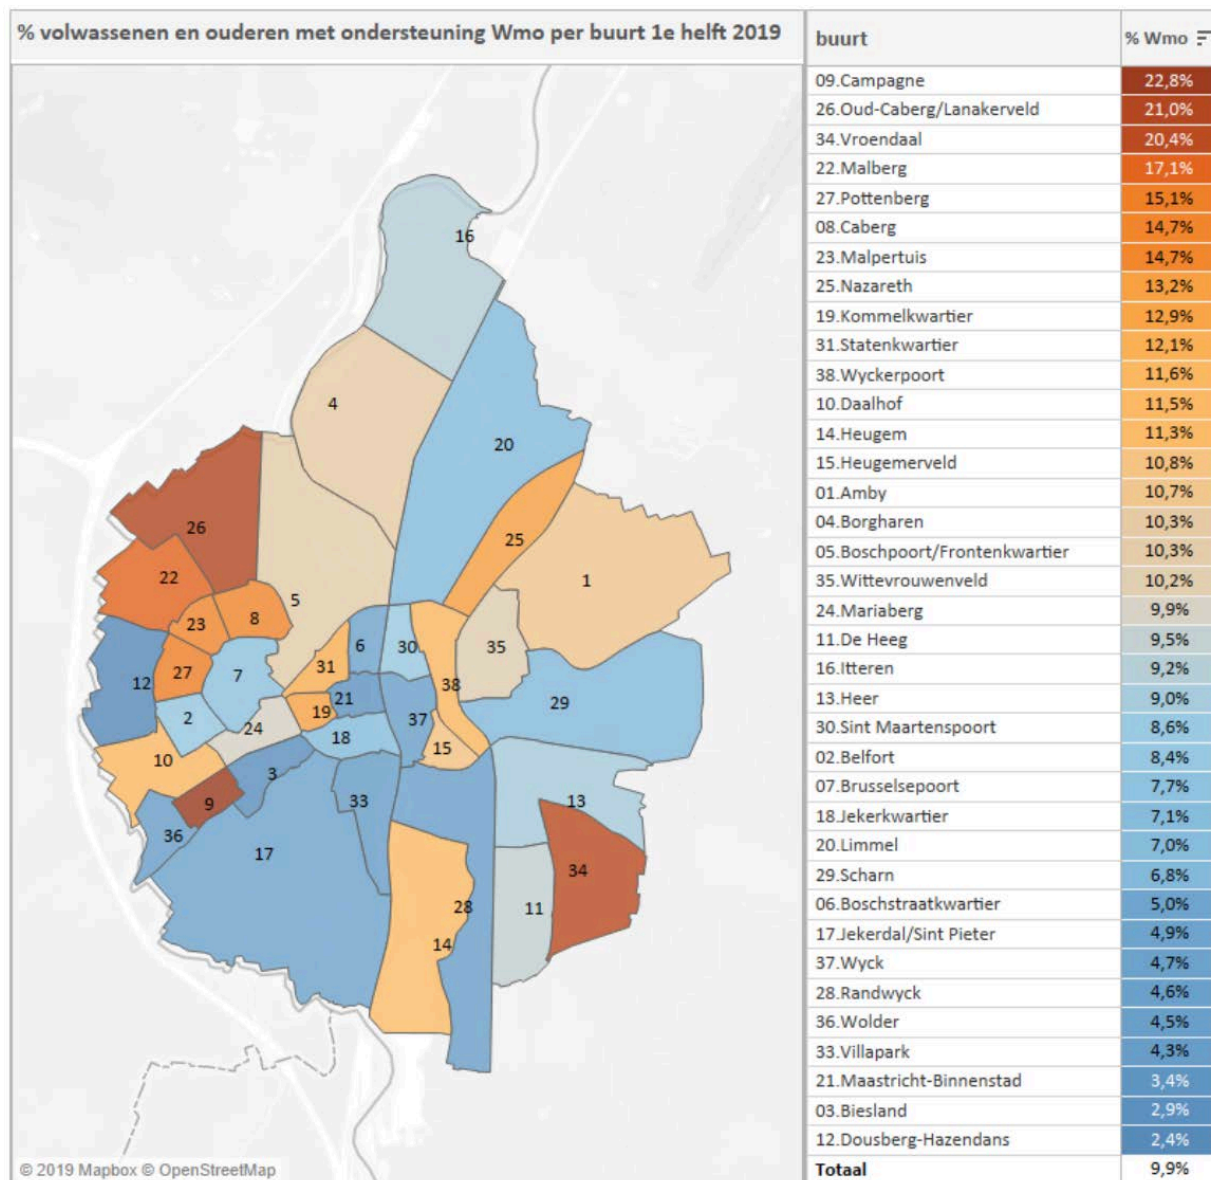 % volwassenen en ouderen met ondersteuning Wmo per buurt 1e helft 2019
16
4
20
26
25
22
1
5
8
23
6
30
35
31
27
7
12
38
21
29
2
19
37
24
18
15
10
3
9
33
13
36
17
34
28
11
14
© 2019 Mapbox © OpenStreetMap
buurt % Wmo
09.Campagne 22,8%
26.Oud-Caberg/Lanakerveld 21,0%
34.Vroendaal 20,4%
22.Malberg 17,1%
27.Pottenberg 15,1%
08.Caberg 14,7%
23.Malpertuis 14,7%
25.Nazareth 13,2%
19.Kommelkwartier 12,9%
31.Statenkwartier 12,1%
38.Wyckerpoort 11,6%
10.Daalhof 11,5%
14.Heugem 11,3%
15.Heugemerveld 10,8%
01.Amby 10,7%
04.Borgharen 10,3%
05.Boschpoort/Frontenkwartier 10,3%
35.Wittevrouwenveld 10,2%
24.Mariaberg 9,9%
11.De Heeg 9,5%
16.Itteren 9,2%
13.Heer 9,0%
30.Sint Maartenspoort 8,6%
02.Belfort 8,4%
07.Brusselsepoort 7,7%
18.Jekerkwartier 7,1%
20.Limmel 7,0%
29.Scharn 6,8%
06.Boschstraatkwartier 5,0%
17.Jekerdal/Sint Pieter 4,9%
37.Wyck 4,7%
28.Randwyck 4,6%
36.Wolder 4,5%
33.Villapark 4,3%
21.Maastricht-Binnenstad 3,4%
03.Biesland 2,9%
12.Dousberg-Hazendans 2,4%
Totaal 9,9%